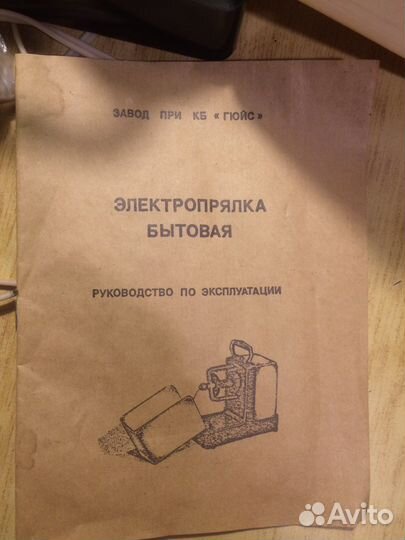 ЗАВОД ПРИ КБ «ГЮЙС»
ЭЛЕКТРОПРЯЛКА
БЫТОВАЯ
РУКОВОДСТВО ПО ЭКСПЛУАТАЦИИ
Avito